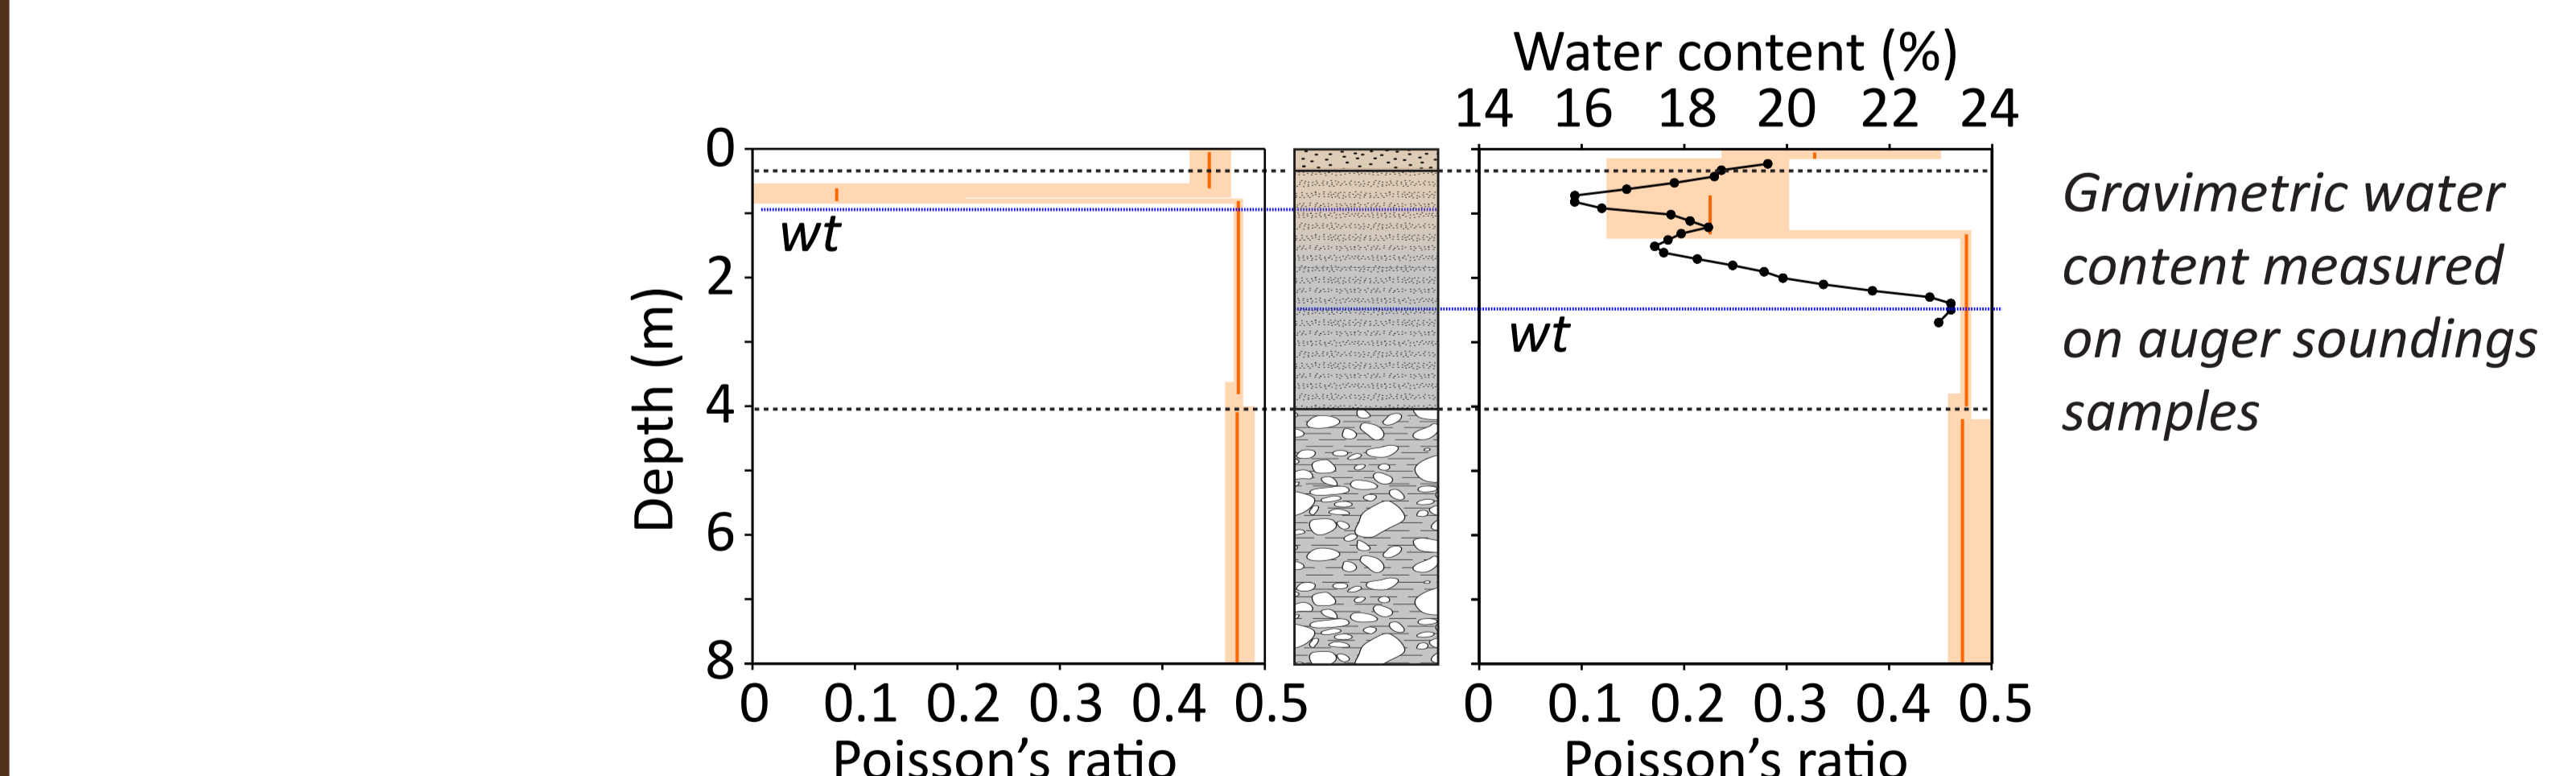 Water content (%)
14 16 18 20 22 24
0
2
4
6
8
Depth (m)
wt
0 0.1 0.2 0.3 0.4 0.5
Poisson’s ratio
wt
0 0.1 0.2 0.3 0.4 0.5
Poisson’s ratio
Gravimetric water
content measured
on auger soundings
samples